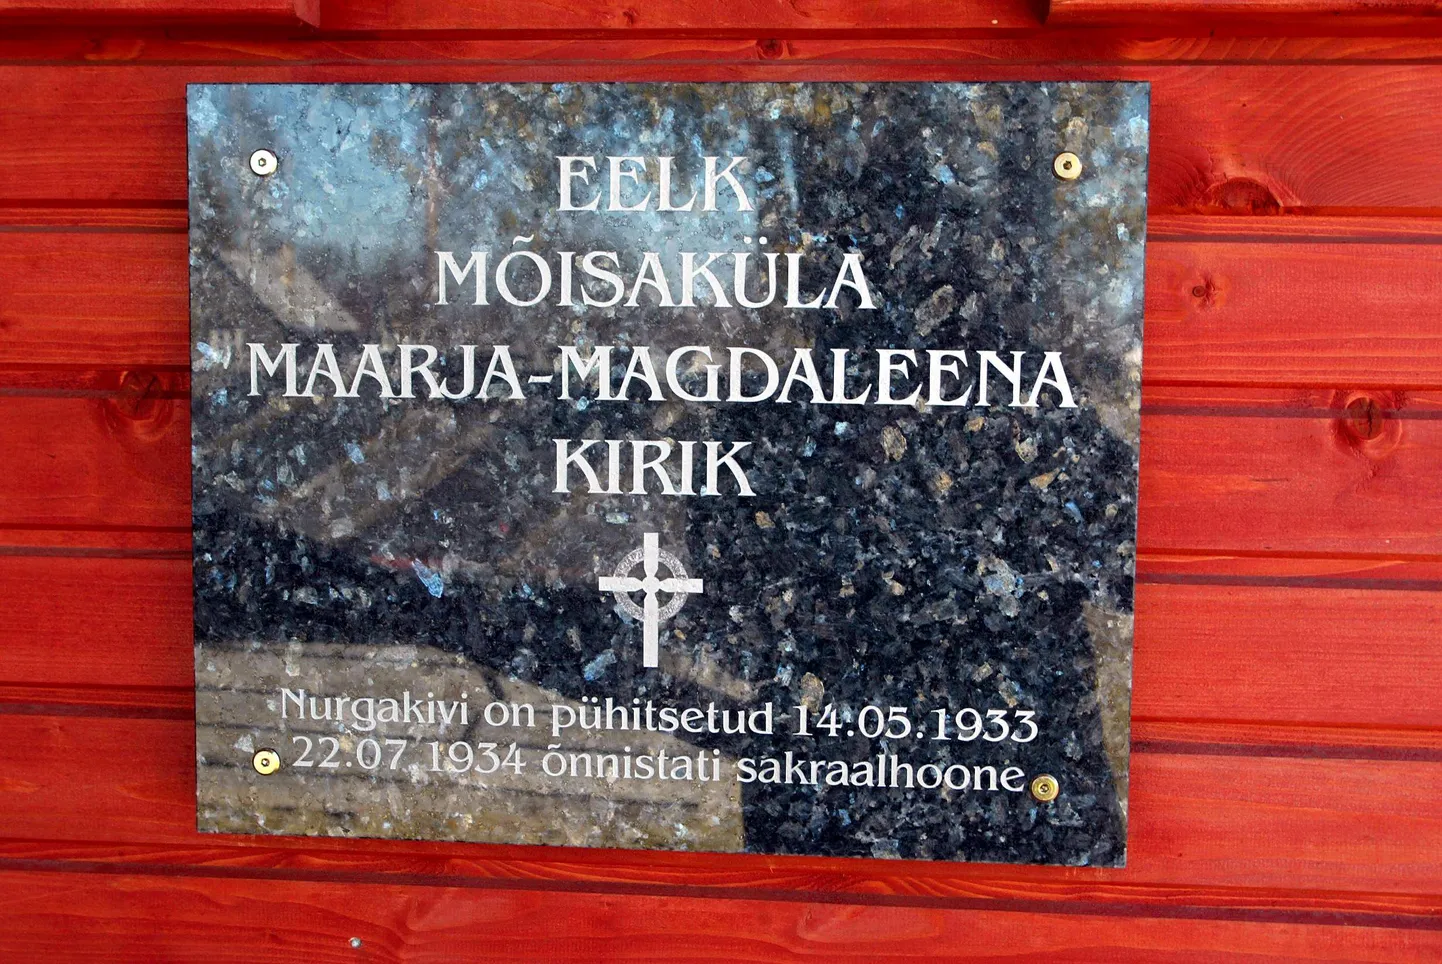 EELK
MÕISAKÜLA
MAARJA-MAGDALEENA
KIRIK
Nurgakivi on pühitsetud 14.05.1933
22.07.1934 õnnistati sakraalhoone